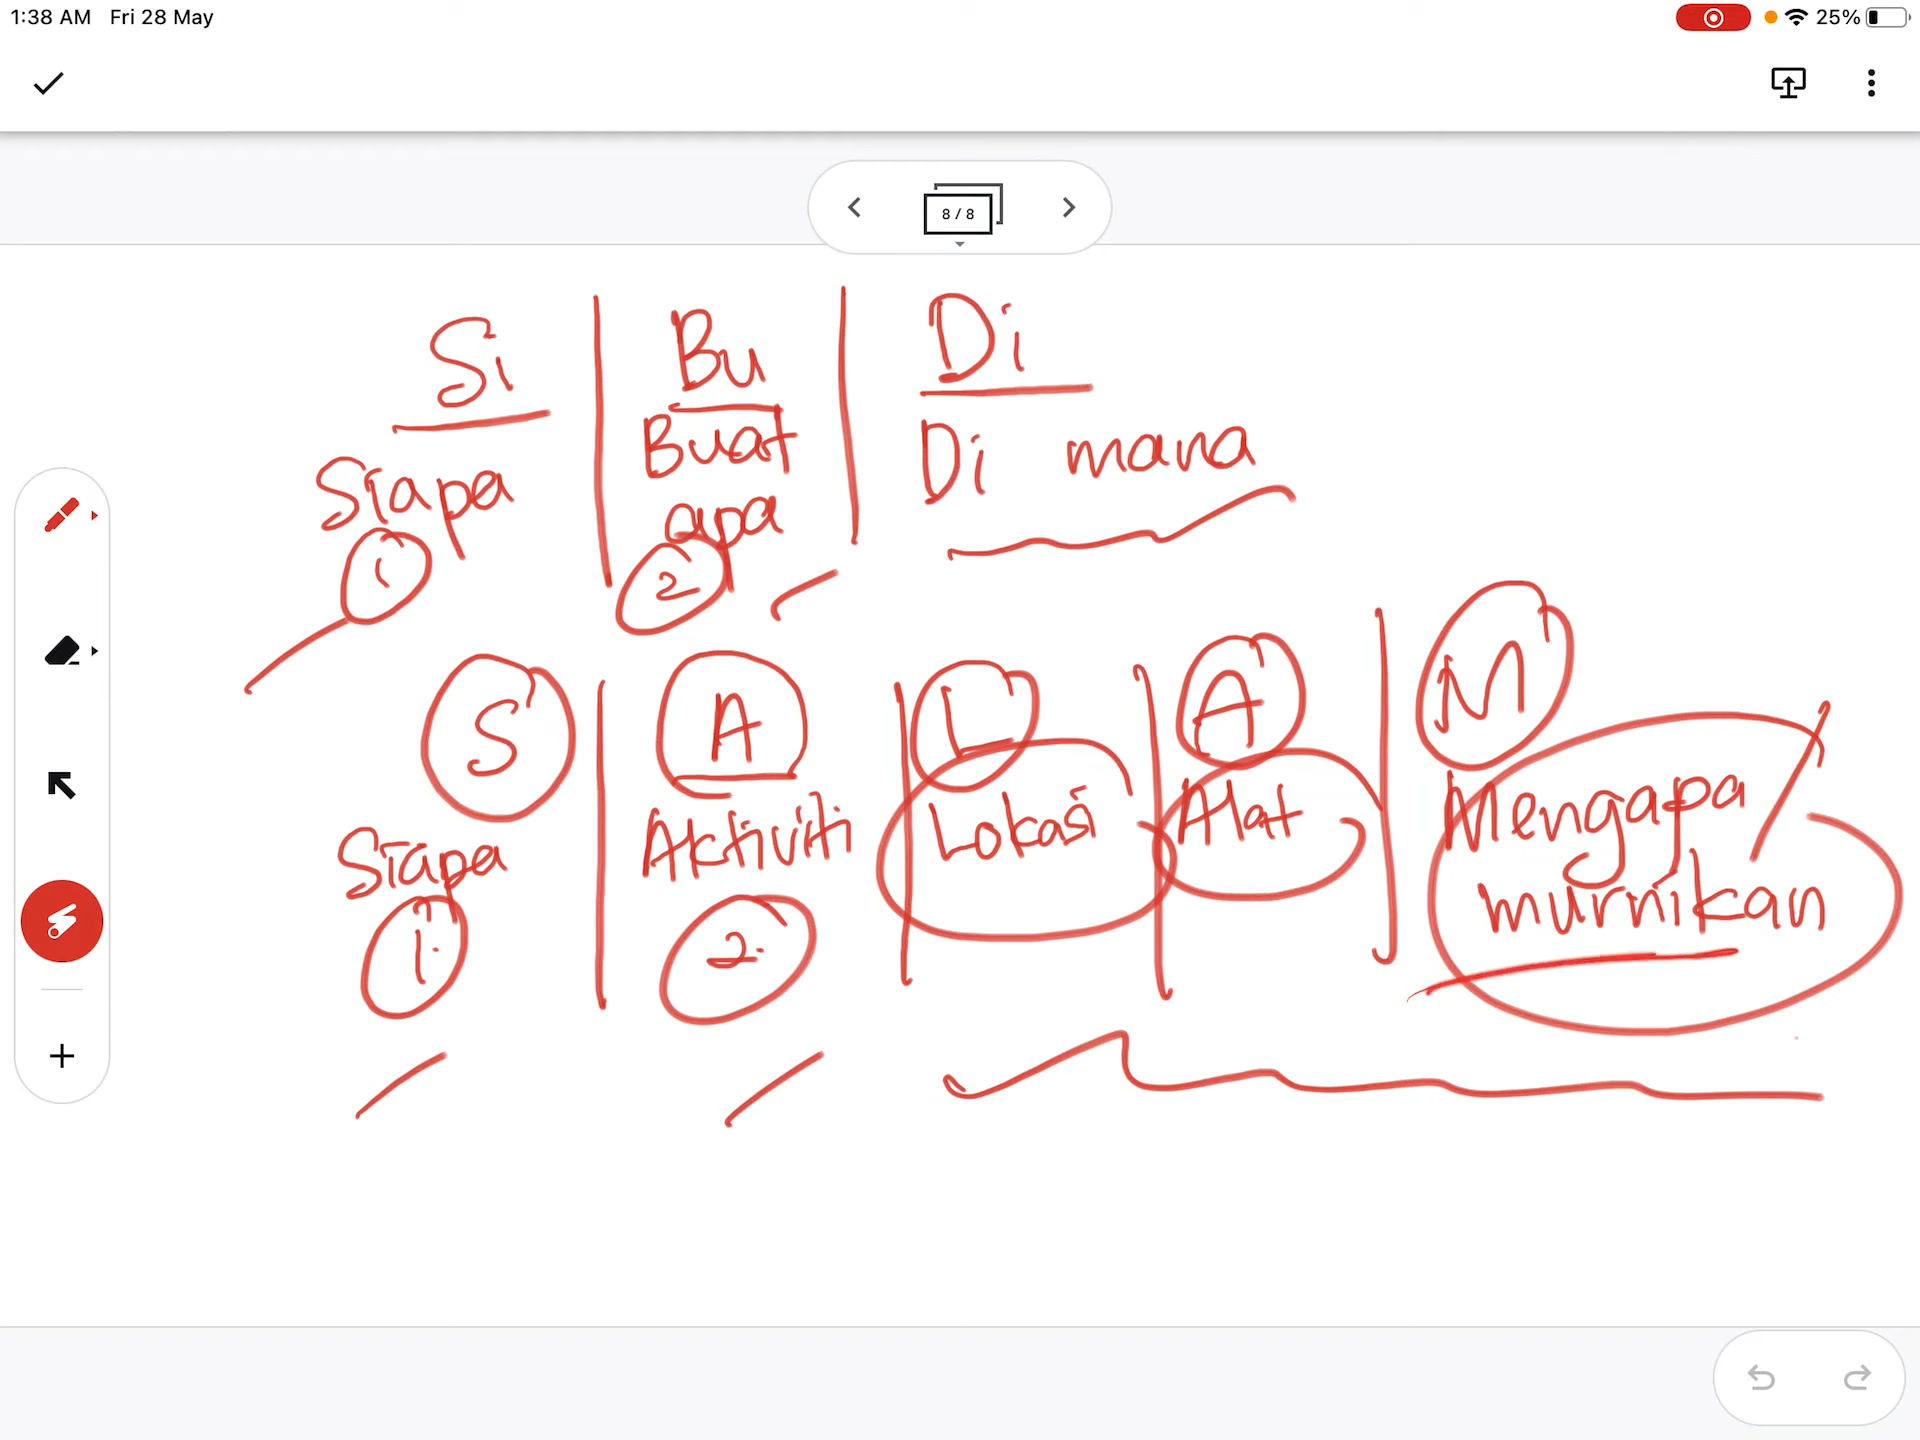 1:38 AM Fri 28 May
25%
8 / 8
Si Bu Di
Siapa Buat apa Di mana
1 2
S A L A M
Siapa Aktiviti Lokasi Alat Mengapa
murnikan
1. 2.